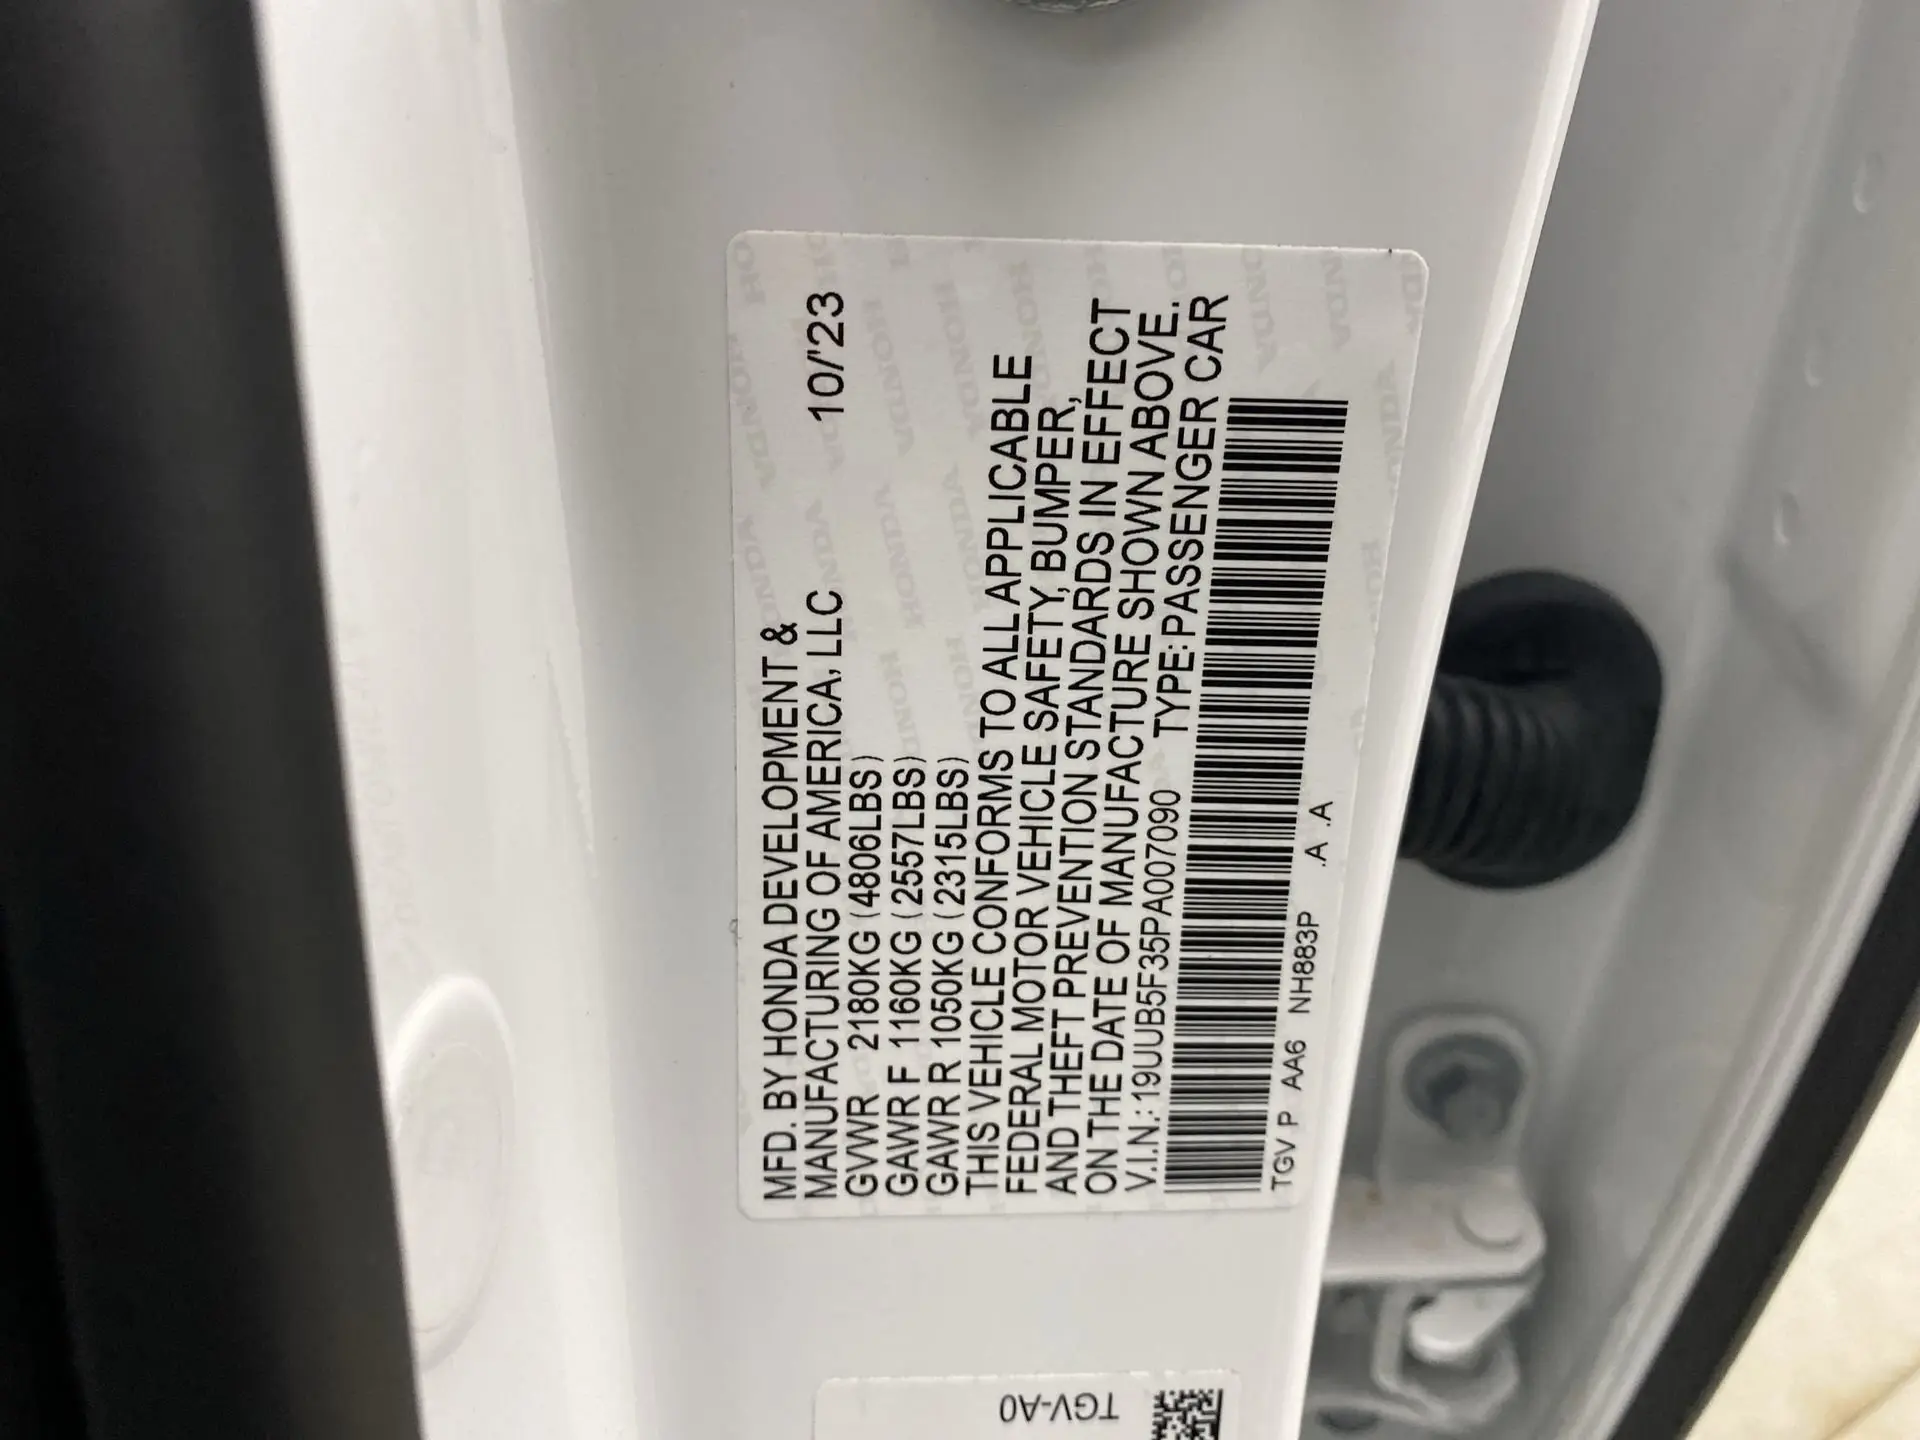 MFD. BY HONDA DEVELOPMENT &
MANUFACTURING OF AMERICA, LLC 10/'23
GVWR 2180KG (4806LBS)
GAWR F 1160KG (2557LBS)
GAWR R 1050KG (2315LBS)
THIS VEHICLE CONFORMS TO ALL APPLICABLE
FEDERAL MOTOR VEHICLE SAFETY, BUMPER,
AND THEFT PREVENTION STANDARDS IN EFFECT
ON THE DATE OF MANUFACTURE SHOWN ABOVE.
V.I.N.: 19UUB5F35PA007090 TYPE: PASSENGER CAR
TGV P AA6 NH883P .A .A
TGV-A0